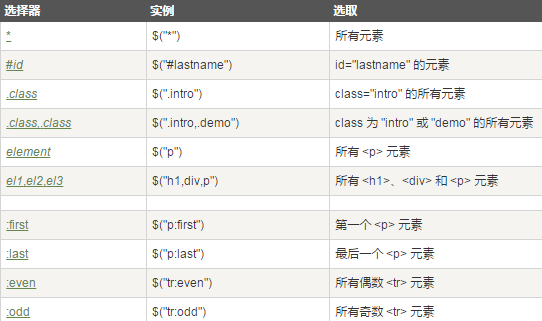 选择器 实例 选取
* $("*") 所有元素
#id $("#lastname") id="lastname" 的元素
.class $(".intro") class="intro" 的所有元素
.class,.class $(".intro,.demo") class 为 "intro" 或 "demo" 的所有元素
element $("p") 所有 <p> 元素
el1,el2,el3 $("h1,div,p") 所有 <h1>、<div> 和 <p> 元素
:first $("p:first") 第一个 <p> 元素
:last $("p:last") 最后一个 <p> 元素
:even $("tr:even") 所有偶数 <tr> 元素
:odd $("tr:odd") 所有奇数 <tr> 元素